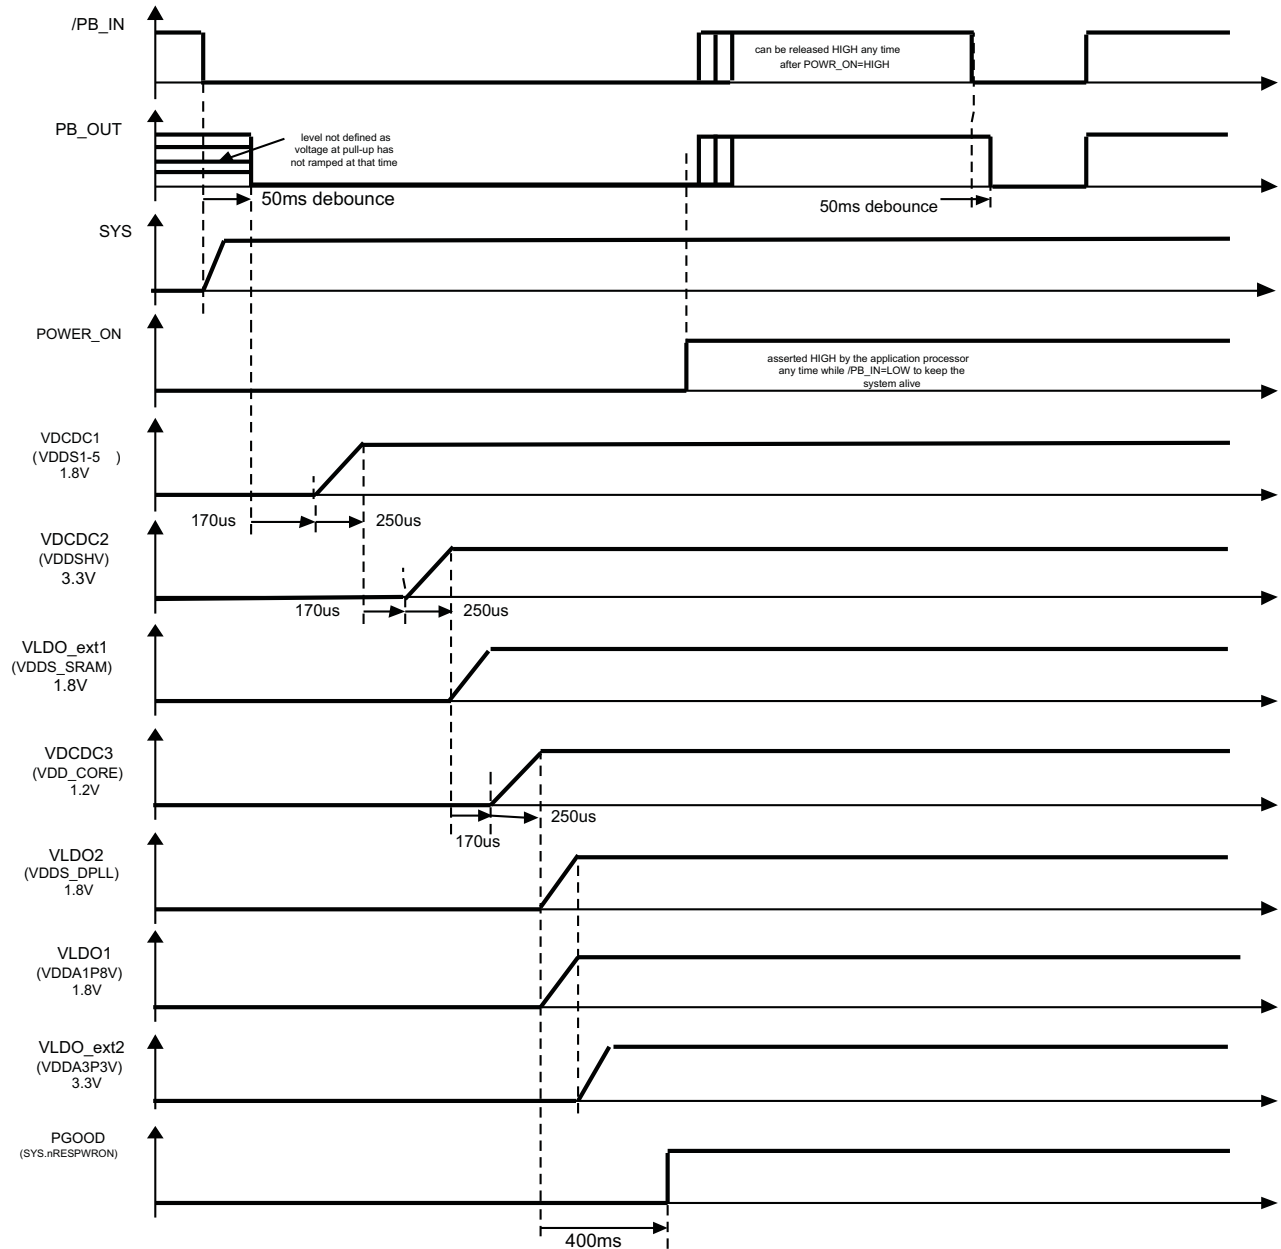 /PB_IN
can be released HIGH any time
after POWR_ON=HIGH
PB_OUT
level not defined as
voltage at pull-up has
not ramped at that time
50ms debounce
50ms debounce
SYS
POWER_ON
asserted HIGH by the application processor
any time while /PB_IN=LOW to keep the
system alive
VDCDC1
(VDDS1-5 )
1.8V
170us
250us
VDCDC2
(VDDSHV)
3.3V
170us
250us
VLDO_ext1
(VDDS_SRAM)
1.8V
VDCDC3
(VDD_CORE)
1.2V
250us
170us
VLDO2
(VDDS_DPLL)
1.8V
VLDO1
(VDDA1P8V)
1.8V
VLDO_ext2
(VDDA3P3V)
3.3V
PGOOD
(SYS.nRESPWRON)
400ms